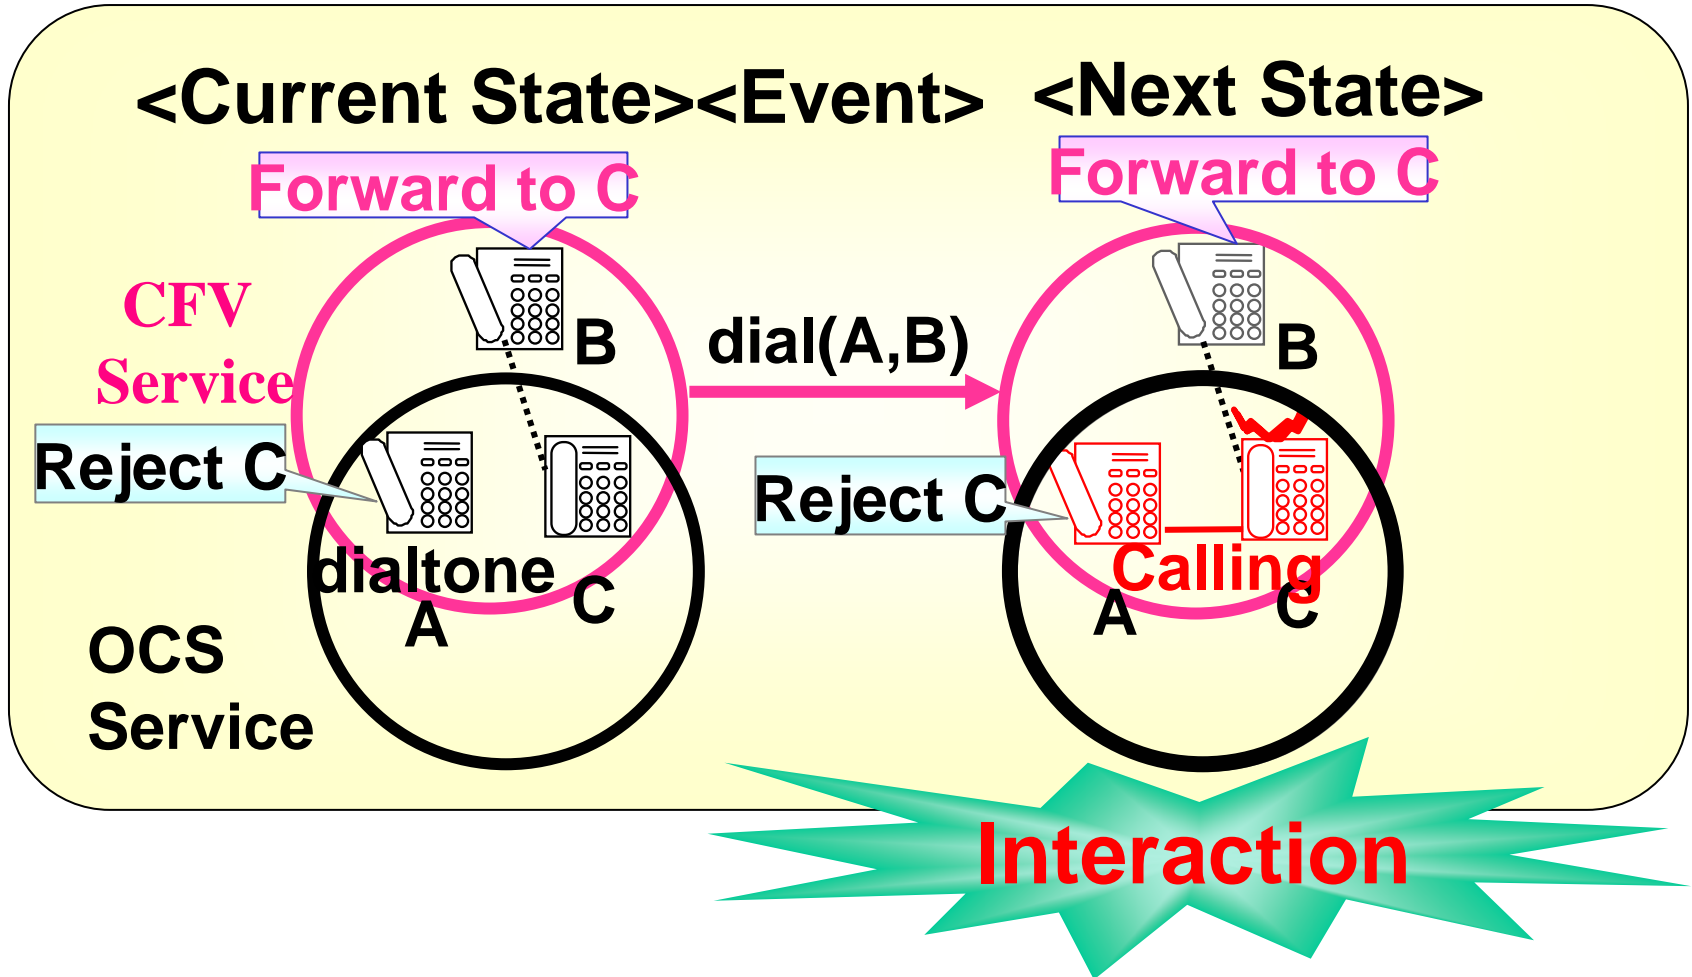 <Current State><Event> <Next State>
Forward to C
Forward to C
CFV
Service
B
dial(A,B)
B
Reject C
Reject C
dialtone
A
C
Calling
A
C
OCS
Service
Interaction